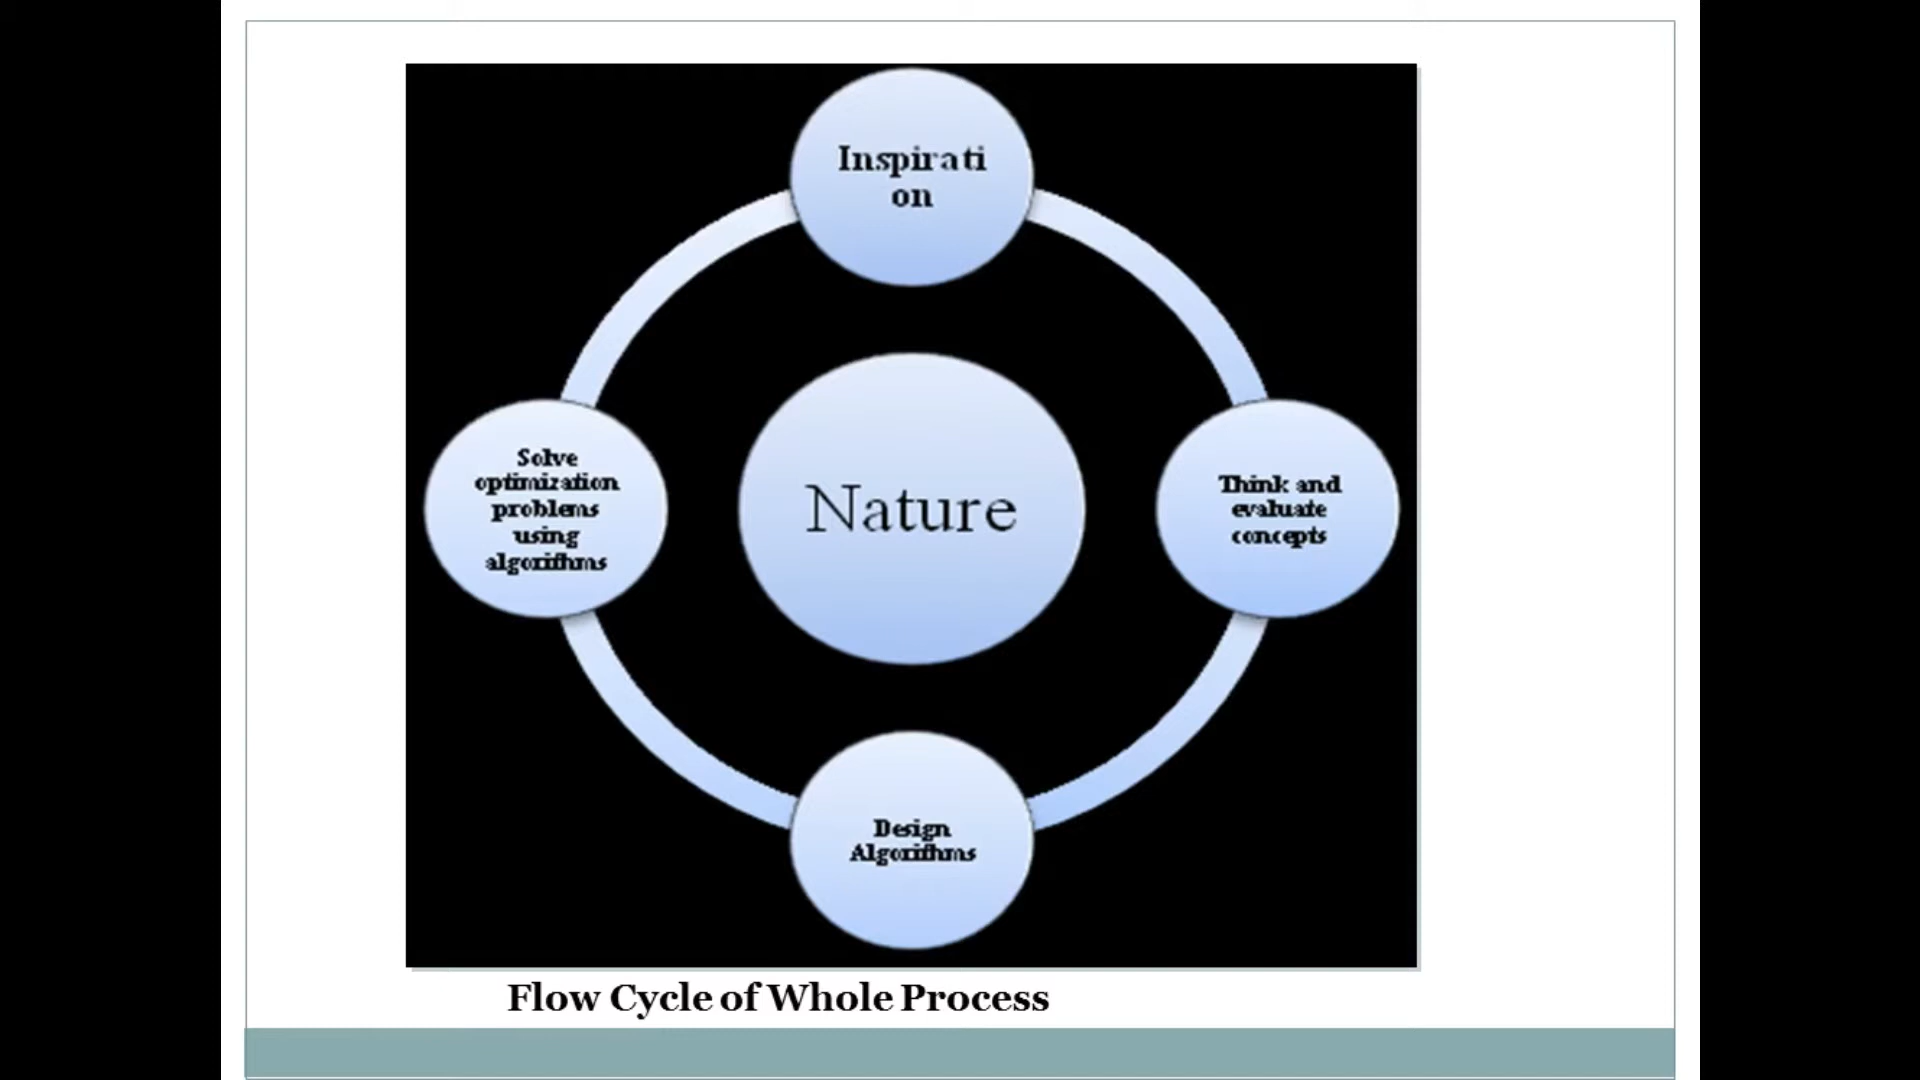 Inspirati
on
Solve
optimization
problems
using
algorithms
Nature
Think and
evaluate
concepts
Design
Algorithms
Flow Cycle of Whole Process